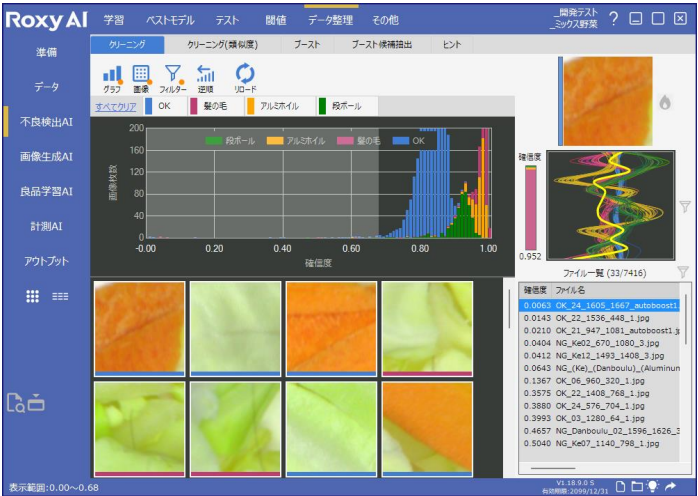 Roxy AI
学習 ベストモデル テスト 閾値 データ整理 その他
_開発テスト
_ミックス野菜
?
準備
データ
不良検出AI
画像生成AI
良品学習AI
計測AI
アウトプット
クリーニング クリーニング(類似度) ブースト ブースト候補抽出 ヒント
グラフ 画像 フィルター 逆順 リロード
すべてクリア OK 髪の毛 アルミホイル 段ボール
段ボール アルミホイル 髪の毛 OK
画像枚数
200
160
120
80
40
0
-0.00 0.20 0.40 0.60 0.80 1.00
確信度
確信度
0.952
ファイル一覧 (33/7416)
確信度 ファイル名
0.0063 OK_24_1605_1667_autoboost1.
0.0143 OK_22_1536_448_1.jpg
0.0210 OK_21_947_1081_autoboost1.jp
0.0404 NG_Ke02_670_1080_3.jpg
0.0412 NG_Ke12_1493_1408_3.jpg
0.0643 NG_(Ke)_(Danboulu)_(Aluminun
0.1367 OK_06_960_320_1.jpg
0.3575 OK_22_1408_768_1.jpg
0.3880 OK_24_576_704_1.jpg
0.3993 OK_03_1280_64_1.jpg
0.4657 NG_Danboulu_02_1596_1626_3
0.5040 NG_Ke07_1140_798_1.jpg
表示範囲:0.00～0.68
V1.18.9.0 S
有効期限:2099/12/31